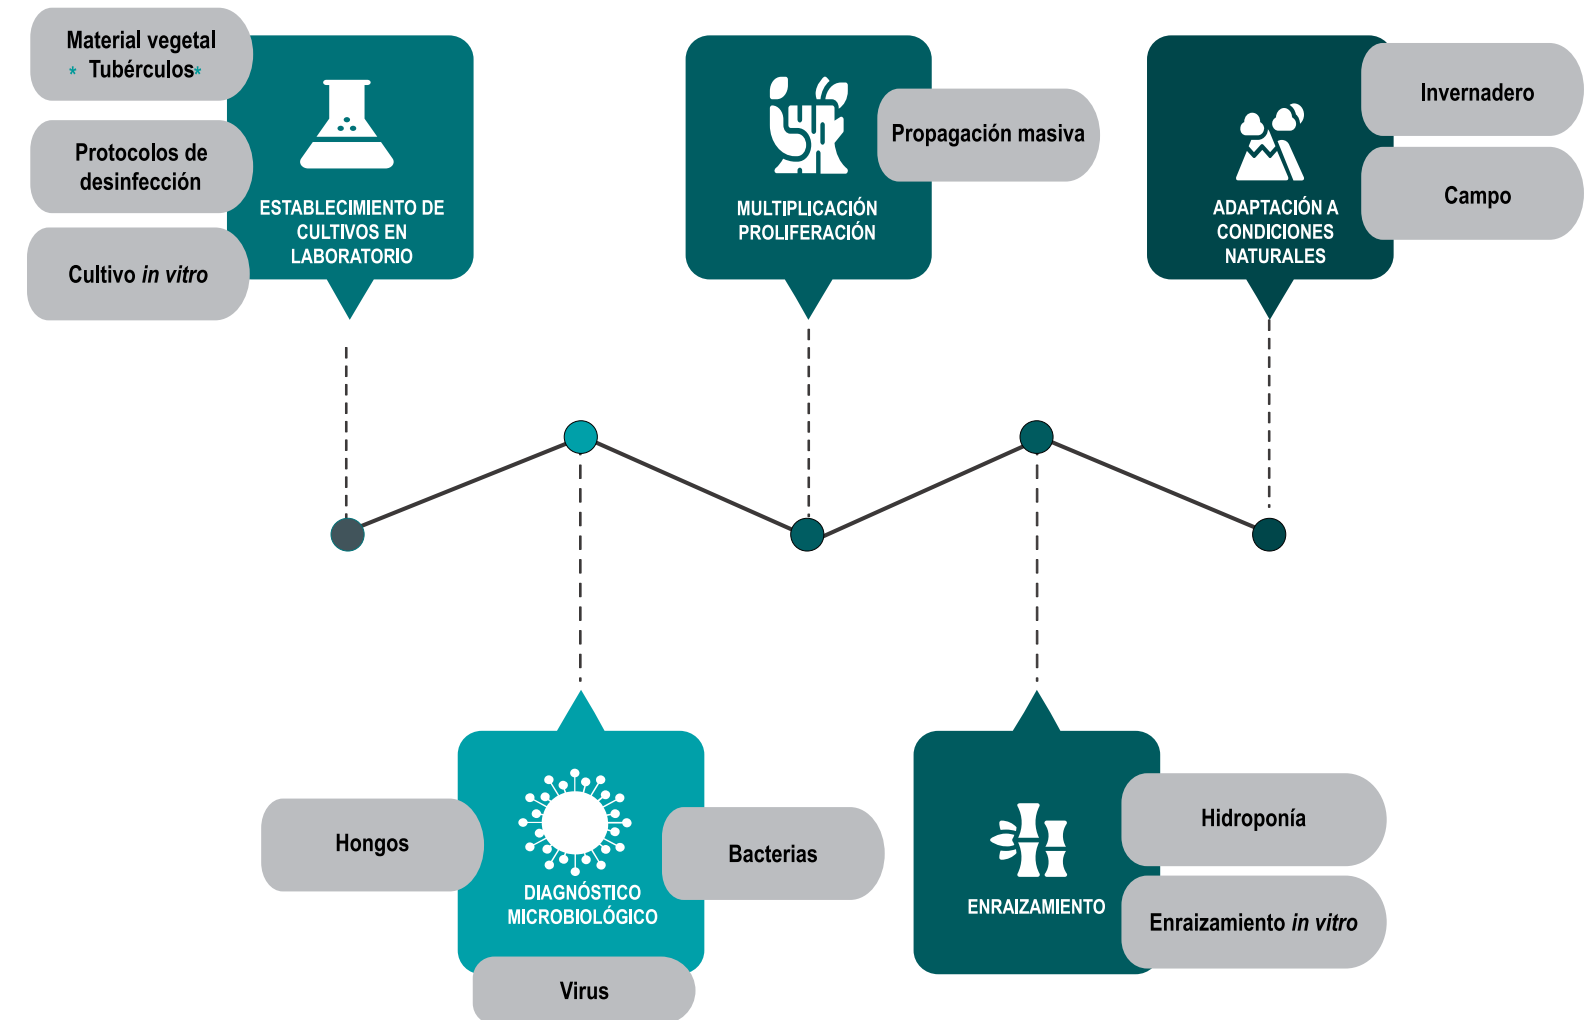 Material vegetal
* Tubérculos*
Protocolos de
desinfección
Cultivo in vitro
ESTABLECIMIENTO DE
CULTIVOS EN
LABORATORIO
MULTIPLICACIÓN
PROLIFERACIÓN
Propagación masiva
ADAPTACIÓN A
CONDICIONES
NATURALES
Invernadero
Campo
Hongos
DIAGNÓSTICO
MICROBIOLÓGICO
Bacterias
Virus
ENRAIZAMIENTO
Hidroponía
Enraizamiento in vitro